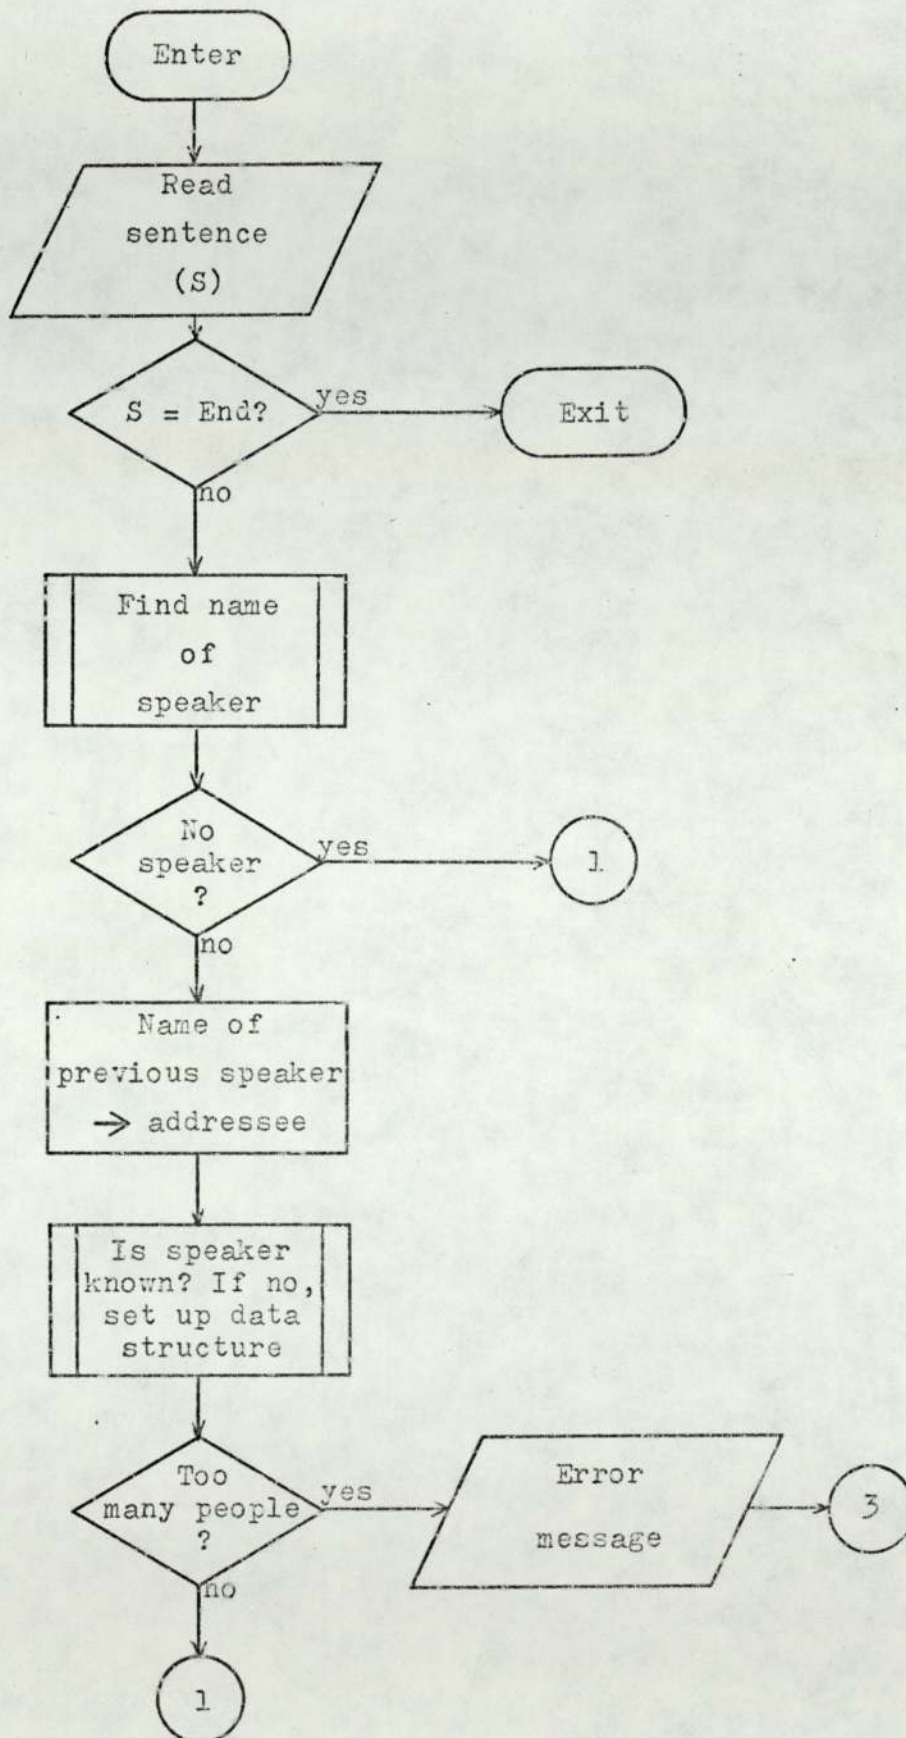 Enter
Read
sentence
(S)
S = End?
yes
Exit
no
Find name
of
speaker
No
speaker
?
yes
1
no
Name of
previous speaker
→ addressee
Is speaker
known? If no,
set up data
structure
Too
many people
?
yes
Error
message
3
no
1